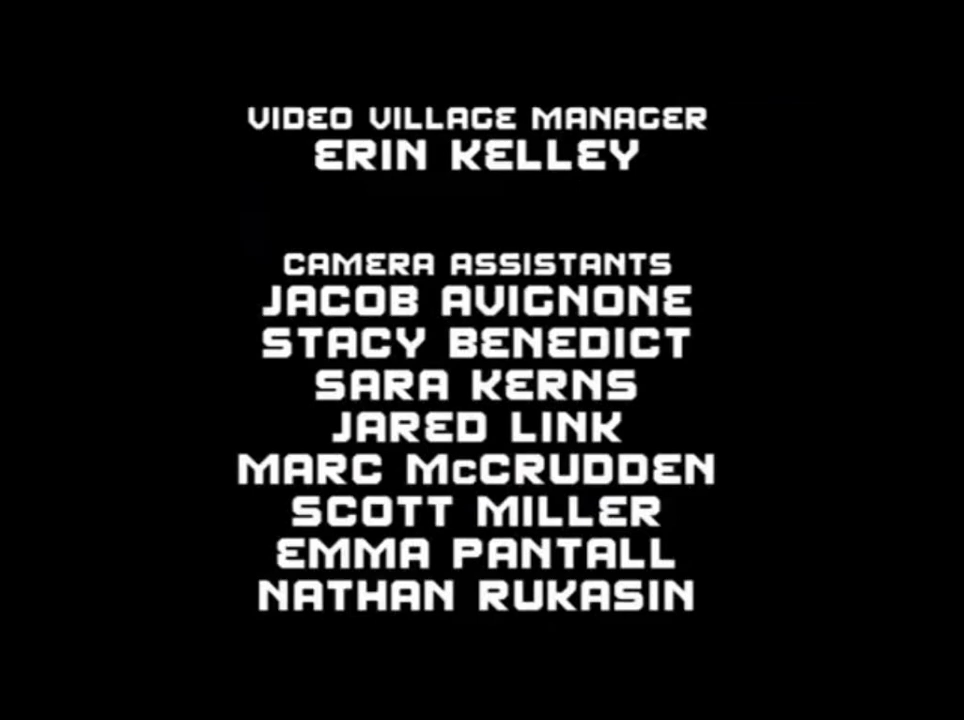 VIDEO VILLAGE MANAGER
ERIN KELLEY
CAMERA ASSISTANTS
JACOB AVIGNONE
STACY BENEDICT
SARA KERNS
JARED LINK
MARC McCRUDDEN
SCOTT MILLER
EMMA PANTALL
NATHAN RUKASIN